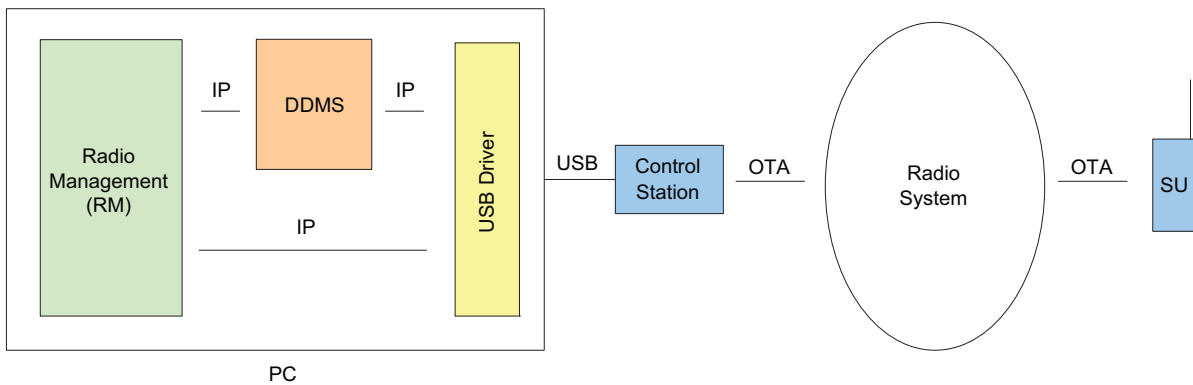 IP
DDMS
IP
Radio
Management
(RM)
IP
USB Driver
USB
Control
Station
OTA
Radio
System
OTA
SU
PC